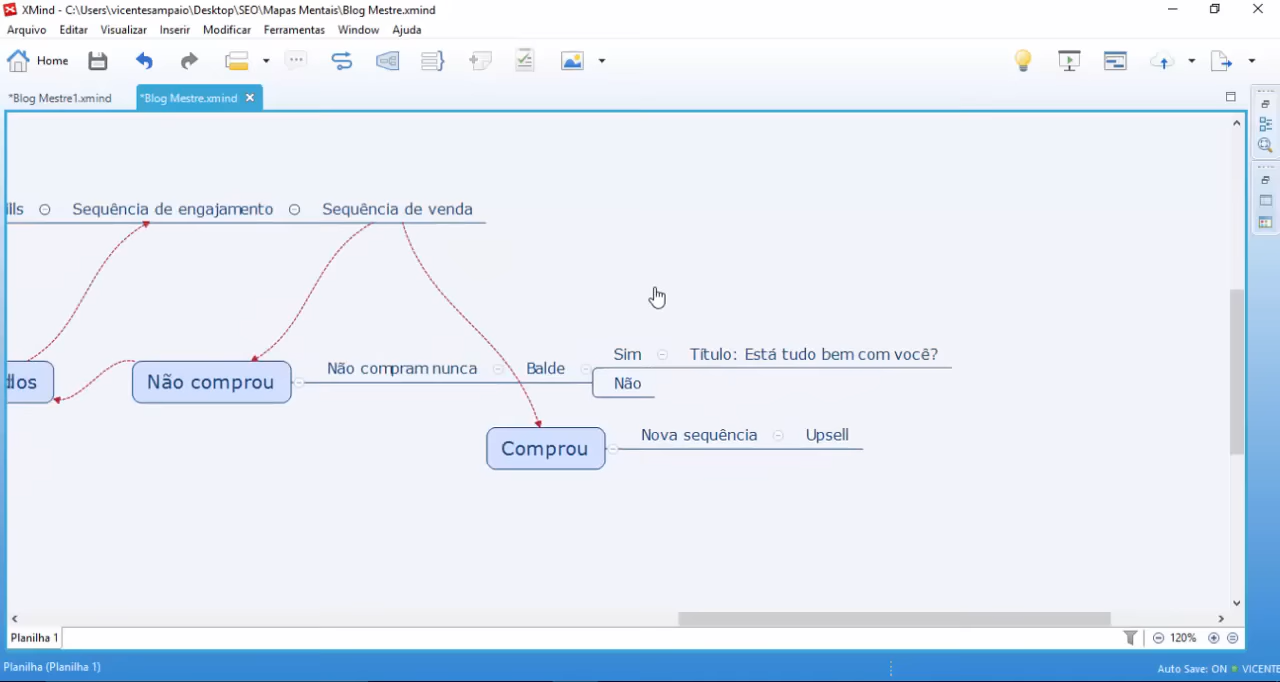 XMind - C:\Users\vicentesampaio\Desktop\SEO\Mapas Mentais\Blog Mestre.xmind
Arquivo Editar Visualizar Inserir Modificar Ferramentas Window Ajuda
Home
*Blog Mestre1.xmind *Blog Mestre.xmind
ills Sequência de engajamento Sequência de venda
Sim Título: Está tudo bem com você?
dos Não comprou Não compram nunca Balde
Não
Comprou Nova sequência Upsell
Planilha 1 120%
Planilha (Planilha 1) Auto Save: ON VICENTE